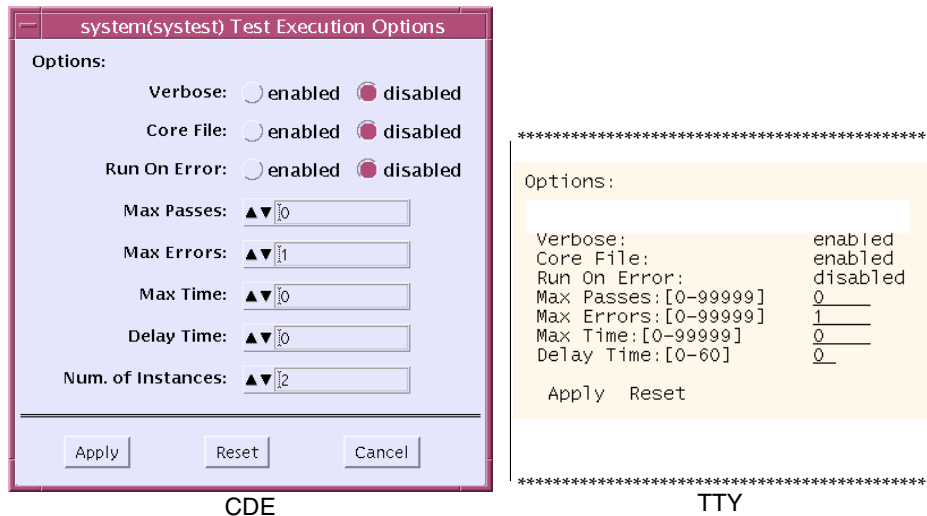 system(systest) Test Execution Options
Options:
Verbose: enabled disabled
Core File: enabled disabled
Run On Error: enabled disabled
Max Passes: 0
Max Errors: 1
Max Time: 0
Delay Time: 0
Num. of Instances: 2
Apply Reset Cancel
CDE
**********************************************
Options:
Verbose: enabled
Core File: enabled
Run On Error: disabled
Max Passes:[0-99999] 0
Max Errors:[0-99999] 1
Max Time:[0-99999] 0
Delay Time:[0-60] 0
Apply Reset
**********************************************
TTY